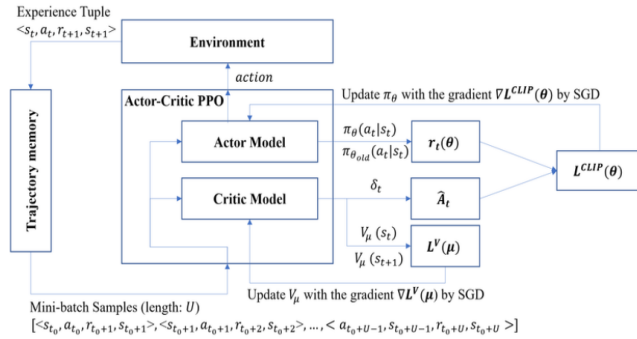 Experience Tuple
<s_t, a_t, r_{t+1}, s_{t+1}>
Environment
action
Update π_θ with the gradient ∇L^{CLIP}(θ) by SGD
Actor-Critic PPO
Trajectory memory
Actor Model
π_θ(a_t|s_t)
π_{θ_{old}}(a_t|s_t)
r_t(θ)
L^{CLIP}(θ)
Critic Model
δ_t
Â_t
V_μ(s_t)
V_μ(s_{t+1})
L^V(μ)
Update V_μ with the gradient ∇L^V(μ) by SGD
Mini-batch Samples (length: U)
[<s_{t_0}, a_{t_0}, r_{t_0+1}, s_{t_0+1}>, <s_{t_0+1}, a_{t_0+1}, r_{t_0+2}, s_{t_0+2}>, ..., < a_{t_0+U-1}, s_{t_0+U-1}, r_{t_0+U}, s_{t_0+U} >]